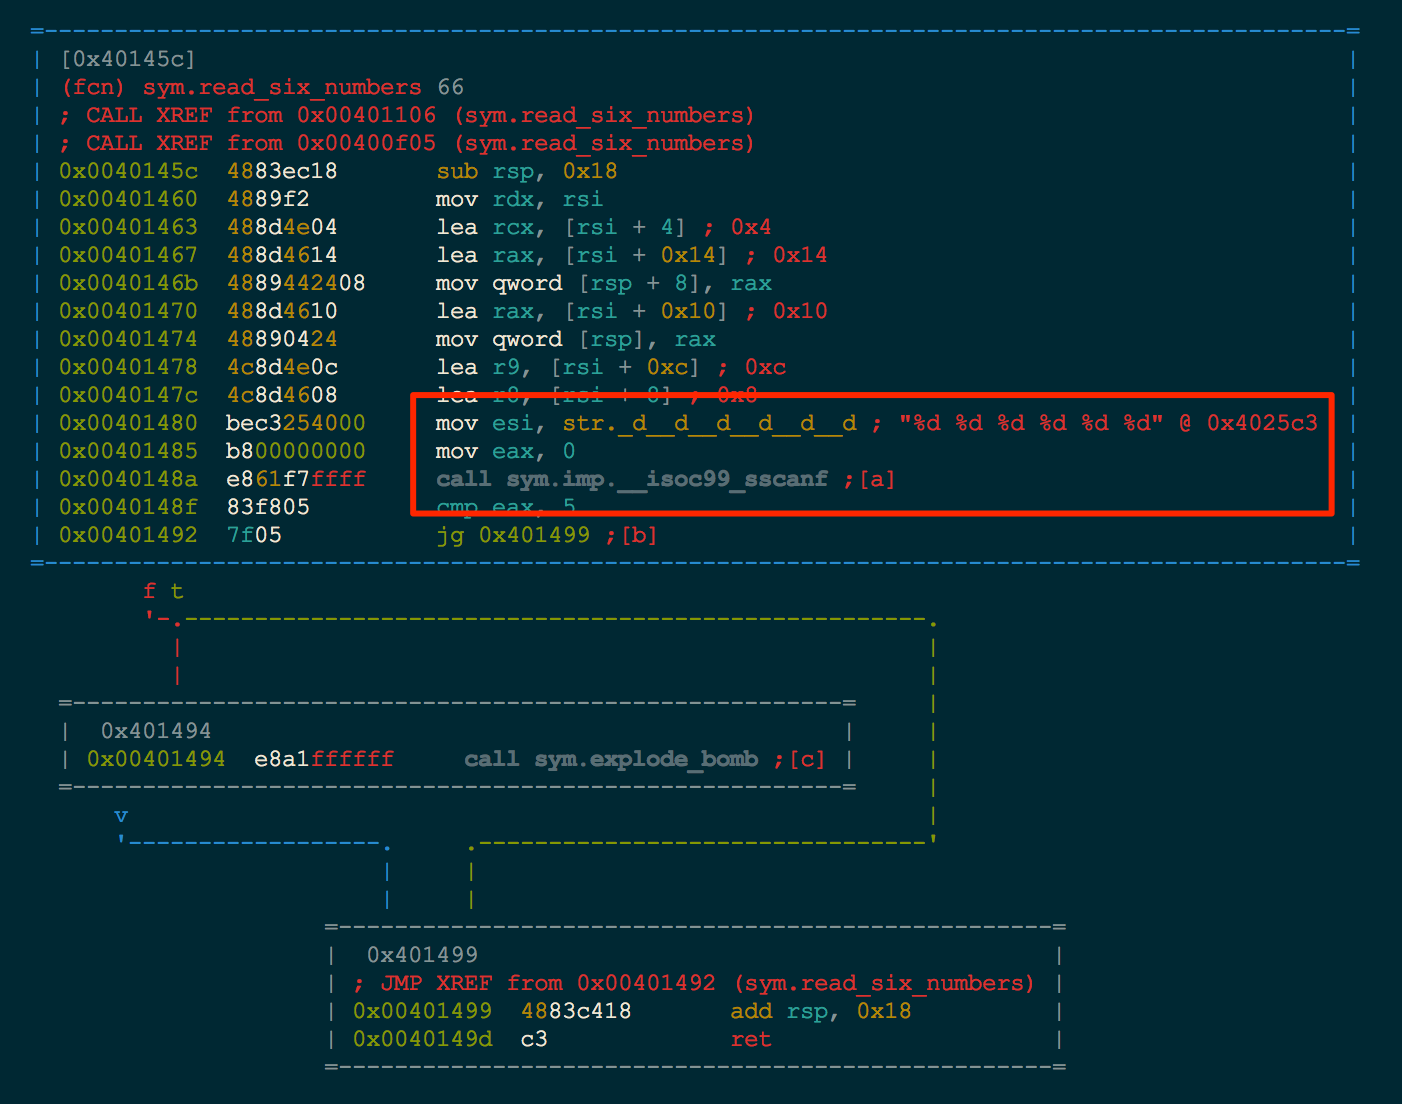 [0x40145c]
(fcn) sym.read_six_numbers 66
; CALL XREF from 0x00401106 (sym.read_six_numbers)
; CALL XREF from 0x00400f05 (sym.read_six_numbers)
0x0040145c 4883ec18 sub rsp, 0x18
0x00401460 4889f2 mov rdx, rsi
0x00401463 488d4e04 lea rcx, [rsi + 4] ; 0x4
0x00401467 488d4614 lea rax, [rsi + 0x14] ; 0x14
0x0040146b 4889442408 mov qword [rsp + 8], rax
0x00401470 488d4610 lea rax, [rsi + 0x10] ; 0x10
0x00401474 48890424 mov qword [rsp], rax
0x00401478 4c8d4e0c lea r9, [rsi + 0xc] ; 0xc
0x0040147c 4c8d4608 lea r8, [rsi + 8] ; 0x8
0x00401480 bec3254000 mov esi, str._d__d__d__d__d__d ; "%d %d %d %d %d %d" @ 0x4025c3
0x00401485 b800000000 mov eax, 0
0x0040148a e861f7ffff call sym.imp.__isoc99_sscanf ;[a]
0x0040148f 83f805 cmp eax, 5
0x00401492 7f05 jg 0x401499 ;[b]
f t
0x401494
0x00401494 e8a1ffffff call sym.explode_bomb ;[c]
v
0x401499
; JMP XREF from 0x00401492 (sym.read_six_numbers)
0x00401499 4883c418 add rsp, 0x18
0x0040149d c3 ret